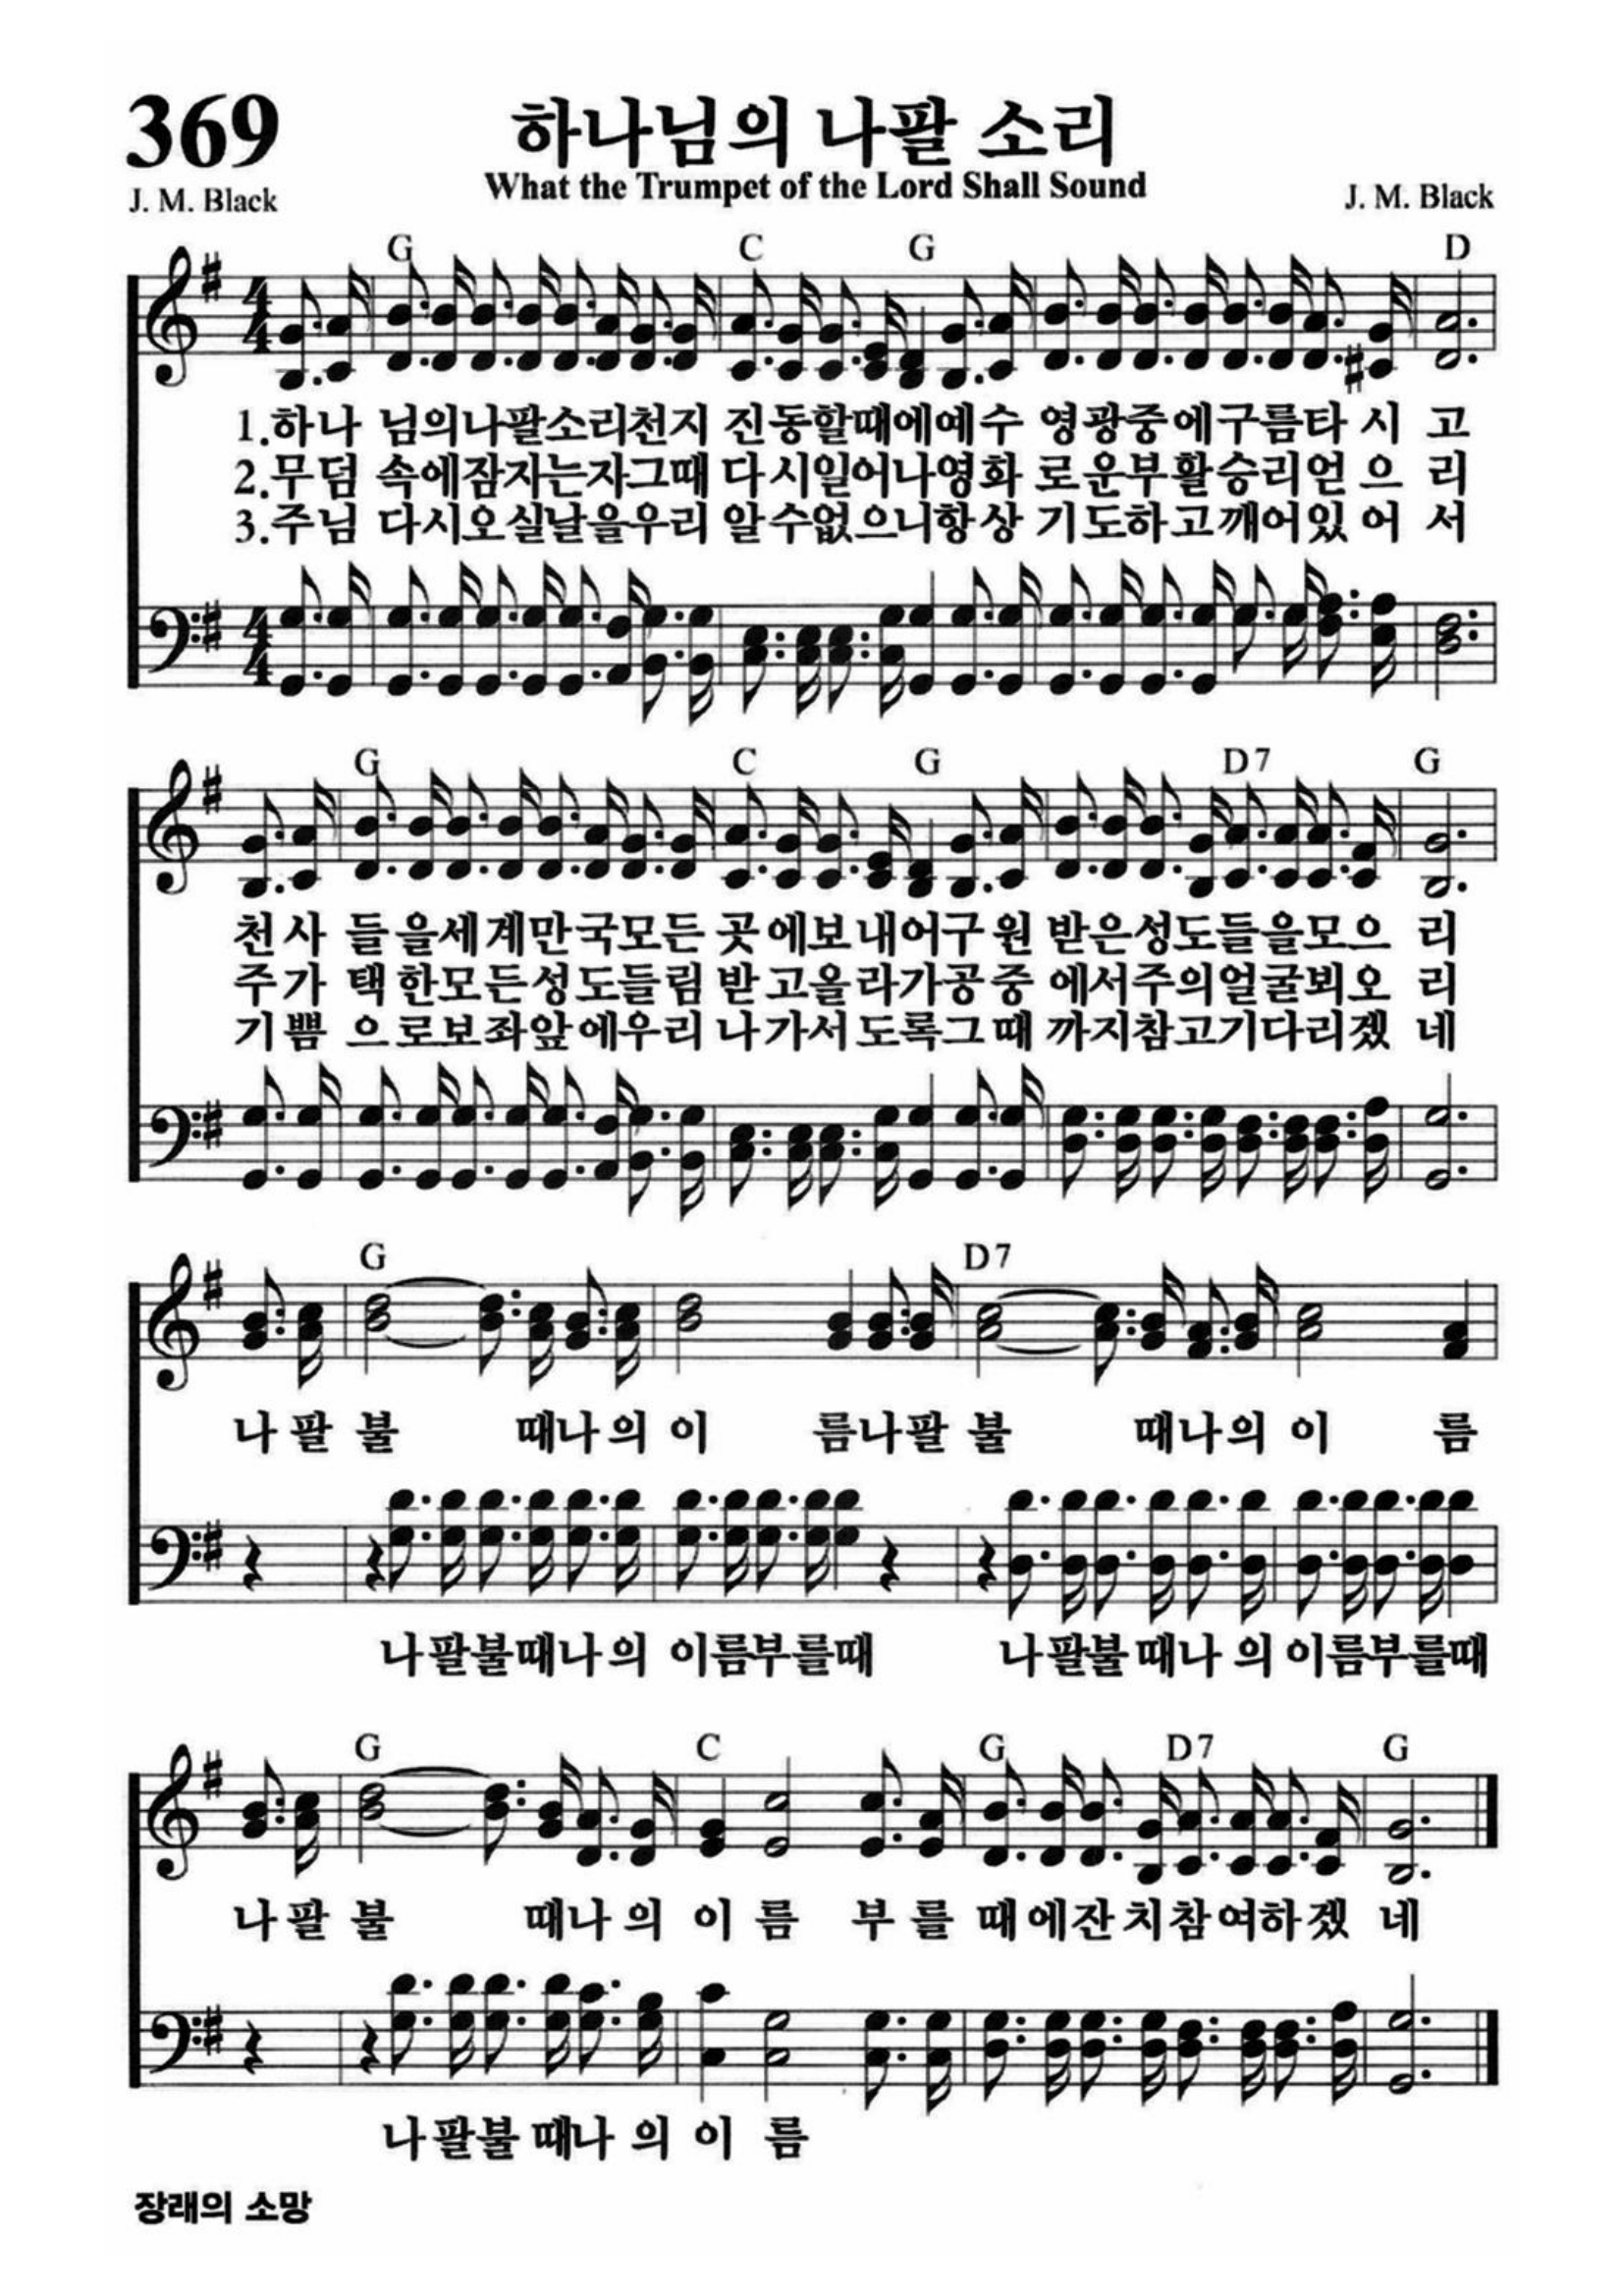 369
하나님의 나팔 소리
What the Trumpet of the Lord Shall Sound
J. M. Black
J. M. Black
G C G D
1.하나 님의나팔소리천지 진동할때에예수 영광중에구름타 시 고
2.무덤 속에잠자는자그때 다시일어나영화 로운부활승리얻 으 리
3.주님 다시오실날을우리 알수없으니항상 기도하고깨어있 어 서
G C G D7 G
천사 들을세계만국모든 곳에보내어구원 받은성도들을모으 리
주가 택한모든성도들림 받고올라가공중 에서주의얼굴뵈오 리
기쁨 으로보좌앞에우리 나가서도록그때 까지참고기다리겠 네
G D7
나팔 불 때나의 이 름나팔 불 때나의 이 름
나팔불때나의 이름부를때 나팔불때나의 이름부를때
G C G D7 G
나팔 불 때나의 이름 부를 때에잔치참여하겠 네
나팔불때나의 이름
장래의 소망